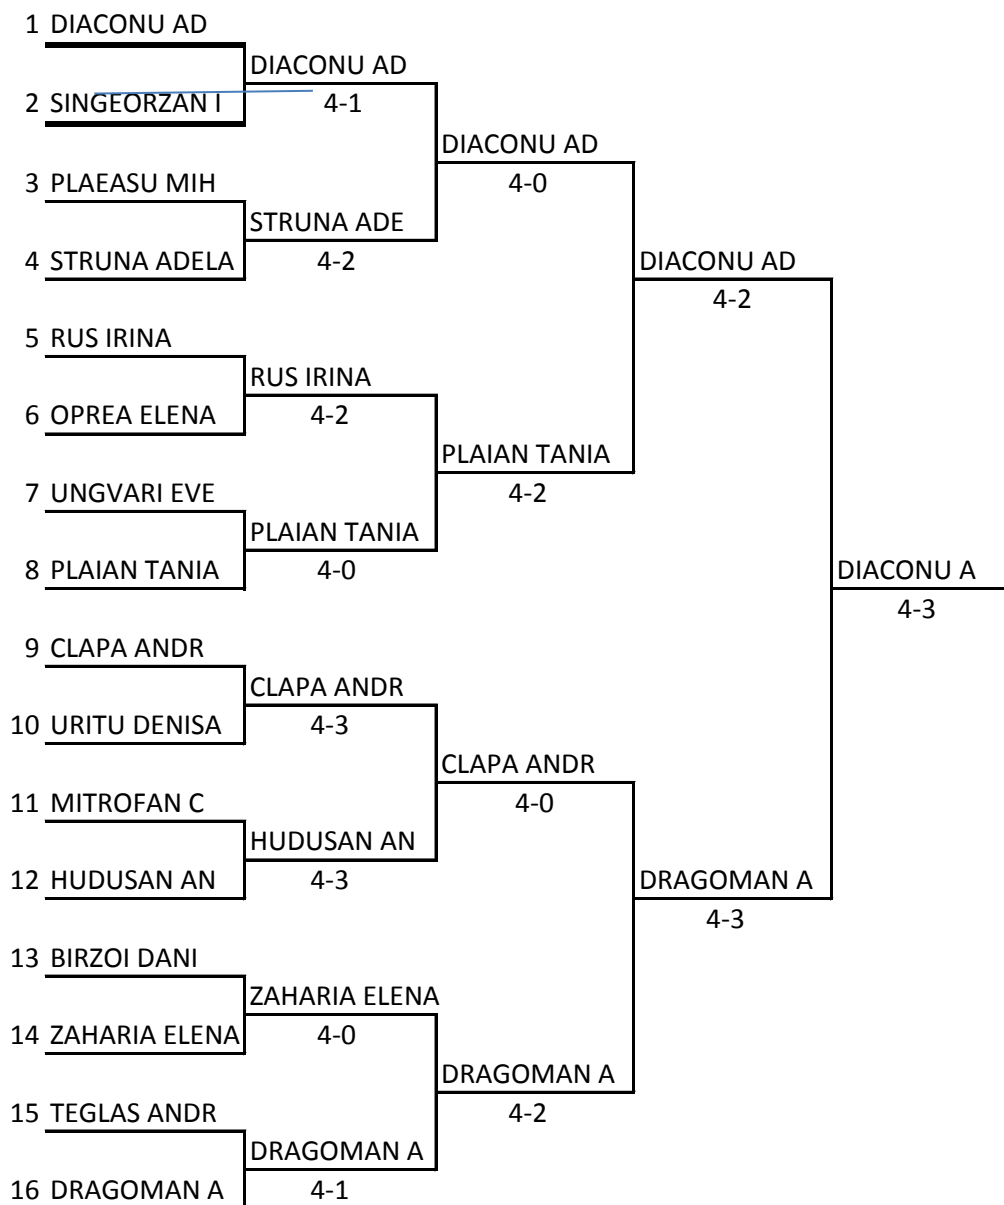 1 DIACONU AD
DIACONU AD
2 SINGEORZAN I
4-1
DIACONU AD
3 PLAEASU MIH
4-0
STRUNA ADE
4 STRUNA ADELA
4-2
DIACONU AD
4-2
5 RUS IRINA
RUS IRINA
6 OPREA ELENA
4-2
PLAIAN TANIA
7 UNGVARI EVE
4-2
PLAIAN TANIA
8 PLAIAN TANIA
4-0
DIACONU A
4-3
9 CLAPA ANDR
CLAPA ANDR
10 URITU DENISA
4-3
CLAPA ANDR
11 MITROFAN C
4-0
HUDUSAN AN
12 HUDUSAN AN
4-3
DRAGOMAN A
4-3
13 BIRZOI DANI
ZAHARIA ELENA
14 ZAHARIA ELENA
4-0
DRAGOMAN A
15 TEGLAS ANDR
4-2
DRAGOMAN A
16 DRAGOMAN A
4-1